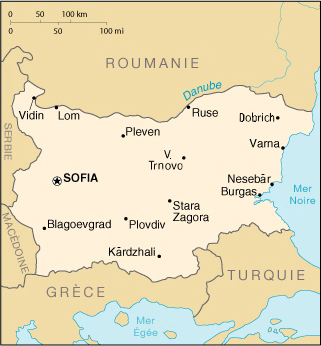 0 50 100 km
0 50 100 mi
ROUMANIE
Danube
Vidin
Lom
Ruse
Dobrich
Pleven
Varna
SERBIE
V.
Trnovo
SOFIA
Nesebăr
Burgas
Mer
Noire
Stara
Zagora
Blagoevgrad
Plovdiv
MACÉDOINE
Kărdzhali
TURQUIE
GRÈCE
Mer
Égée